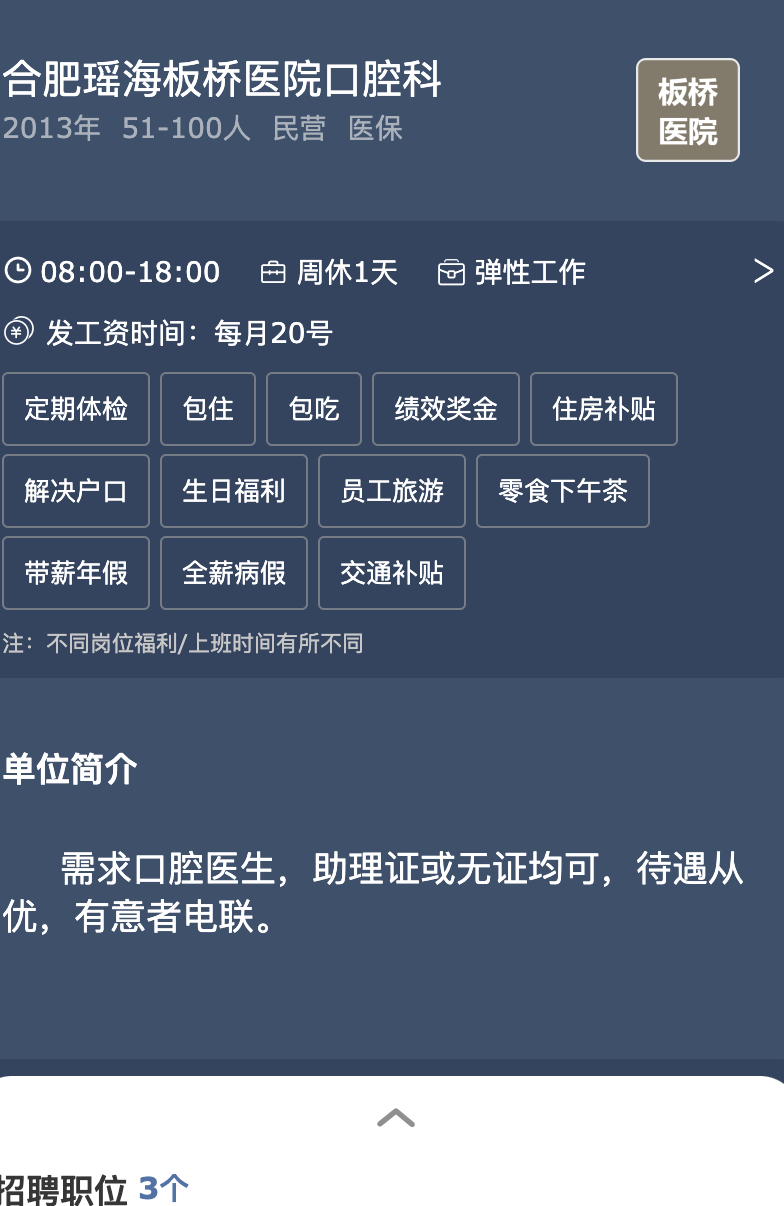 合肥瑶海板桥医院口腔科
2013年 51-100人 民营 医保
板桥
医院
08:00-18:00 周休1天 弹性工作
发工资时间：每月20号
定期体检 包住 包吃 绩效奖金 住房补贴
解决户口 生日福利 员工旅游 零食下午茶
带薪年假 全薪病假 交通补贴
注：不同岗位福利/上班时间有所不同
单位简介
需求口腔医生，助理证或无证均可，待遇从
优，有意者电联。
招聘职位 3个